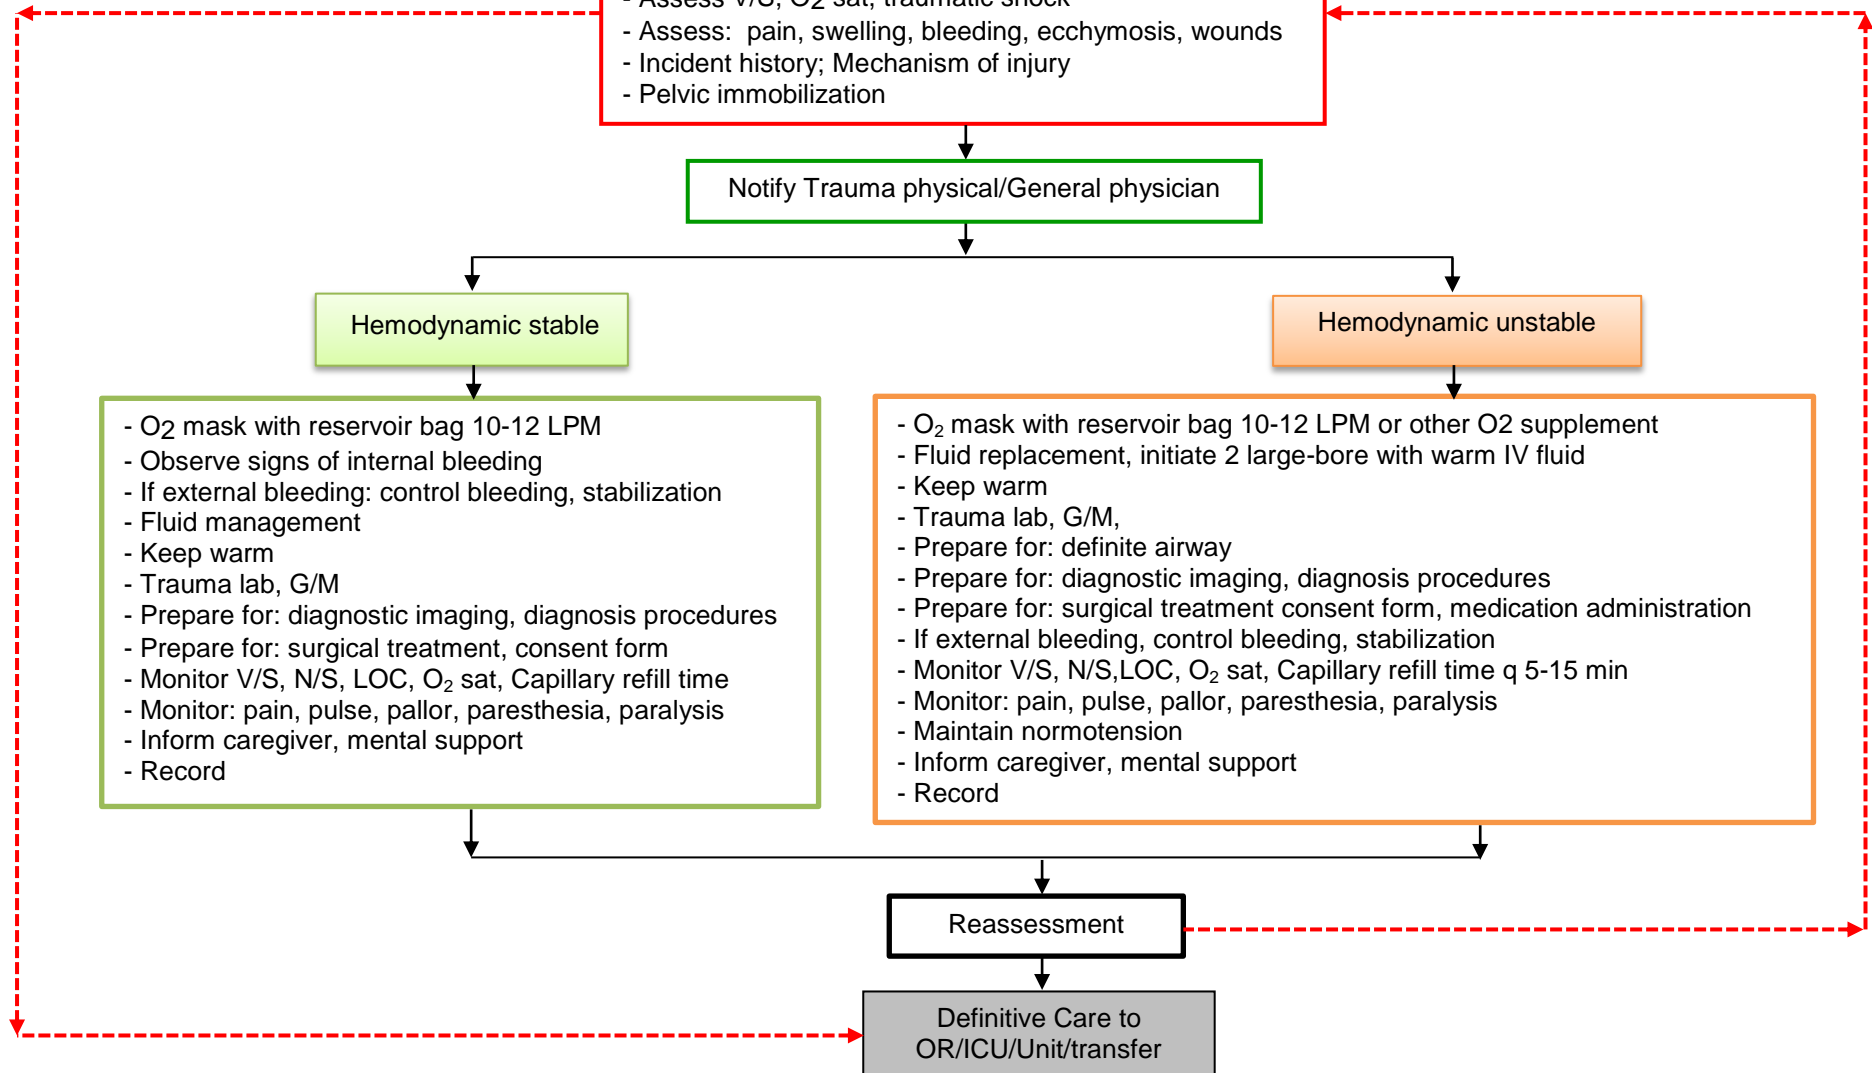 - Assess V/S, O2 sat, traumatic shock
- Assess:  pain, swelling, bleeding, ecchymosis, wounds
- Incident history; Mechanism of injury
- Pelvic immobilization
Notify Trauma physical/General physician
Hemodynamic stable
Hemodynamic unstable
- O2 mask with reservoir bag 10-12 LPM
- Observe signs of internal bleeding
- If external bleeding: control bleeding, stabilization
- Fluid management
- Keep warm
- Trauma lab, G/M
- Prepare for: diagnostic imaging, diagnosis procedures
- Prepare for: surgical treatment, consent form
- Monitor V/S, N/S, LOC, O₂ sat, Capillary refill time
- Monitor: pain, pulse, pallor, paresthesia, paralysis
- Inform caregiver, mental support
- Record
- O₂ mask with reservoir bag 10-12 LPM or other O2 supplement
- Fluid replacement, initiate 2 large-bore with warm IV fluid
- Keep warm
- Trauma lab, G/M,
- Prepare for: definite airway
- Prepare for: diagnostic imaging, diagnosis procedures
- Prepare for: surgical treatment consent form, medication administration
- If external bleeding, control bleeding, stabilization
- Monitor V/S, N/S,LOC, O₂ sat, Capillary refill time q 5-15 min
- Monitor: pain, pulse, pallor, paresthesia, paralysis
- Maintain normotension
- Inform caregiver, mental support
- Record
Reassessment
Definitive Care to
OR/ICU/Unit/transfer